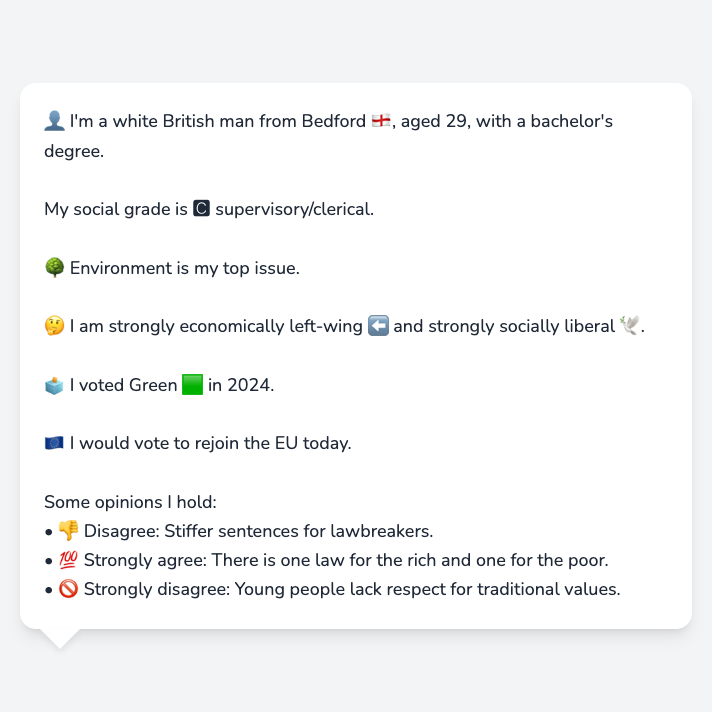 👤 I'm a white British man from Bedford 🏴󠁧󠁢󠁥󠁮󠁧󠁿, aged 29, with a bachelor's
degree.
My social grade is 🅲 supervisory/clerical.
🌳 Environment is my top issue.
🤔 I am strongly economically left-wing ⬅️ and strongly socially liberal 🕊️.
🗳️ I voted Green 🟩 in 2024.
🇪🇺 I would vote to rejoin the EU today.
Some opinions I hold:
• 👎 Disagree: Stiffer sentences for lawbreakers.
• 💯 Strongly agree: There is one law for the rich and one for the poor.
• 🚫 Strongly disagree: Young people lack respect for traditional values.